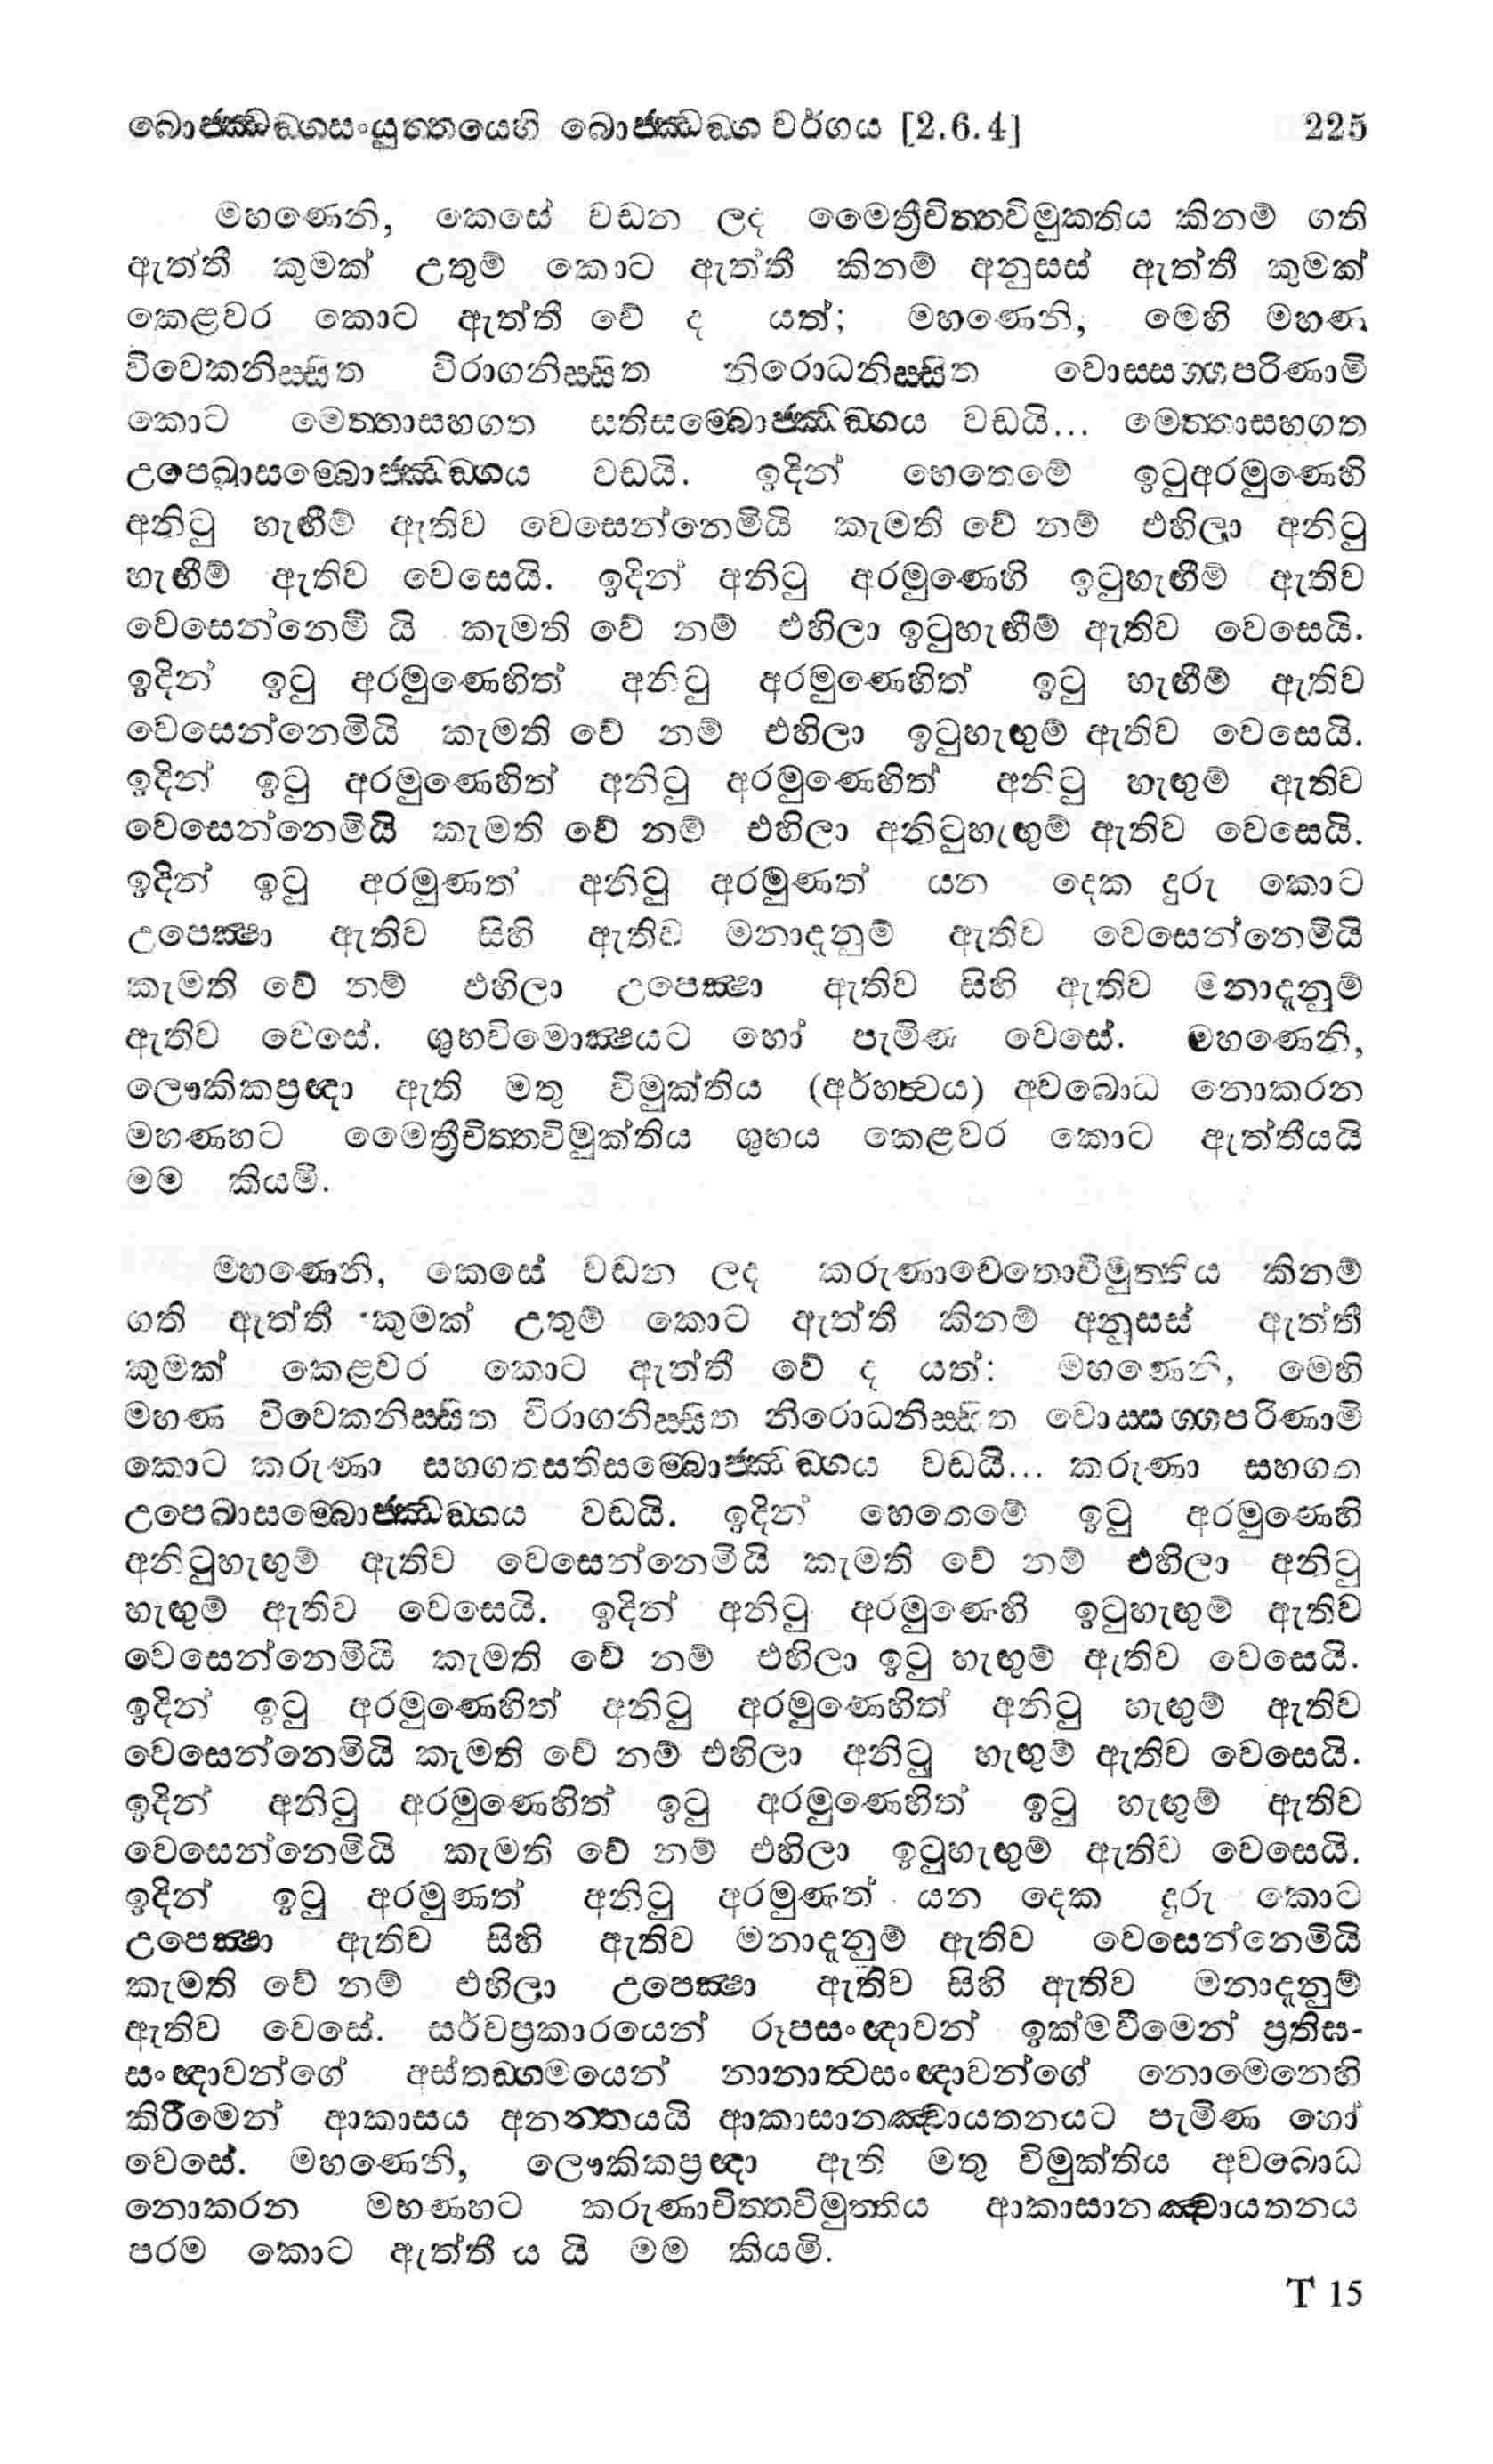 බොජ්ඣඞ්ගසංයුත්තයෙහි බොජ්ඣඞ්ග වර්ගය [2.6.4] 225
මහණෙනි, කෙසේ වඩන ලද මෛත්‍රීචිත්තවිමුක්තිය කිනම් ගති
ඇත්තී කුමක් උතුම් කොට ඇත්තී කිනම් අනුසස් ඇත්තී කුමක්
කෙළවර කොට ඇත්තී වේ ද යත්; මහණෙනි, මෙහි මහණ
විවේකනිස්සිත විරාගනිස්සිත නිරොධනිස්සිත වොස්සග්ගපරිණාමි
කොට මෙත්තාසහගත සතිසම්බොජ්ඣඞ්ගය වඩයි... මෙත්තාසහගත
උපෙඛාසම්බොජ්ඣඞ්ගය වඩයි. ඉදින් හෙතෙමේ ඉටුඅරමුණෙහි
අනිටු හැඟීම් ඇතිව වෙසෙන්නෙමියි කැමති වේ නම් එහිලා අනිටු
හැඟීම් ඇතිව වෙසෙයි. ඉදින් අනිටු අරමුණෙහි ඉටුහැඟීම් ඇතිව
වෙසෙන්නෙමි යි කැමති වේ නම් එහිලා ඉටුහැඟීම් ඇතිව වෙසෙයි.
ඉදින් ඉටු අරමුණෙහිත් අනිටු අරමුණෙහිත් ඉටු හැඟීම් ඇතිව
වෙසෙන්නෙමියි කැමති වේ නම් එහිලා ඉටුහැඟුම් ඇතිව වෙසෙයි.
ඉදින් ඉටු අරමුණෙහිත් අනිටු අරමුණෙහිත් අනිටු හැඟුම් ඇතිව
වෙසෙන්නෙමියි කැමති වේ නම් එහිලා අනිටුහැඟුම් ඇතිව වෙසෙයි.
ඉදින් ඉටු අරමුණත් අනිටු අරමුණත් යන දෙක දුරු කොට
උපෙක්‍ෂා ඇතිව සිහි ඇතිව මනාදැනුම් ඇතිව වෙසෙන්නෙමියි
කැමති වේ නම් එහිලා උපෙක්‍ෂා ඇතිව සිහි ඇතිව මනාදැනුම්
ඇතිව වෙසේ. ශුභවිමොක්‍ෂයට හෝ පැමිණ වෙසේ. මහණෙනි,
ලෞකිකප්‍රඥා ඇති මතු විමුක්තිය (අර්හත්‍වය) අවබොධ නොකරන
මහණහට මෛත්‍රීචිත්තවිමුක්තිය ශුභය කෙළවර කොට ඇත්තීයයි
මම කියමි.
මහණෙනි, කෙසේ වඩන ලද කරුණාචෙතොවිමුත්තිය කිනම්
ගති ඇත්තී කුමක් උතුම් කොට ඇත්තී කිනම් අනුසස් ඇත්තී
කුමක් කෙළවර කොට ඇත්තී වේ ද යත්: මහණෙනි, මෙහි
මහණ විවේකනිස්සිත විරාගනිස්සිත නිරොධනිස්සිත වොස්සග්ගපරිණාමි
කොට කරුණා සහගතසතිසම්බොජ්ඣඞ්ගය වඩයි... කරුණා සහගත
උපෙඛාසම්බොජ්ඣඞ්ගය වඩයි. ඉදින් හෙතෙමේ ඉටු අරමුණෙහි
අනිටුහැඟුම් ඇතිව වෙසෙන්නෙමියි කැමති වේ නම් එහිලා අනිටු
හැඟුම් ඇතිව වෙසෙයි. ඉදින් අනිටු අරමුණෙහි ඉටුහැඟුම් ඇතිව
වෙසෙන්නෙමියි කැමති වේ නම් එහිලා ඉටු හැඟුම් ඇතිව වෙසෙයි.
ඉදින් ඉටු අරමුණෙහිත් අනිටු අරමුණෙහිත් අනිටු හැඟුම් ඇතිව
වෙසෙන්නෙමියි කැමති වේ නම් එහිලා අනිටු හැඟුම් ඇතිව වෙසෙයි.
ඉදින් අනිටු අරමුණෙහිත් ඉටු අරමුණෙහිත් ඉටු හැඟුම් ඇතිව
වෙසෙන්නෙමියි කැමති වේ නම් එහිලා ඉටුහැඟුම් ඇතිව වෙසෙයි.
ඉදින් ඉටු අරමුණත් අනිටු අරමුණත් යන දෙක දුරු කොට
උපෙක්‍ෂා ඇතිව සිහි ඇතිව මනාදැනුම් ඇතිව වෙසෙන්නෙමියි
කැමති වේ නම් එහිලා උපෙක්‍ෂා ඇතිව සිහි ඇතිව මනාදැනුම්
ඇතිව වෙසේ. සර්වප්‍රකාරයෙන් රූපසංඥාවන් ඉක්මවීමෙන් ප්‍රතිඝ-
සංඥාවන්ගේ අස්තඞ්ගමයෙන් නානාත්‍වසංඥාවන්ගේ නොමෙනෙහි
කිරීමෙන් ආකාසය අනන්තයයි ආකාසානඤ්චායතනයට පැමිණ හෝ
වෙසේ. මහණෙනි, ලෞකිකප්‍රඥා ඇති මතු විමුක්තිය අවබොධ
නොකරන මහණහට කරුණාචිත්තවිමුත්තිය ආකාසානඤ්චායතනය
පරම කොට ඇත්තී ය යි මම කියමි.
T 15